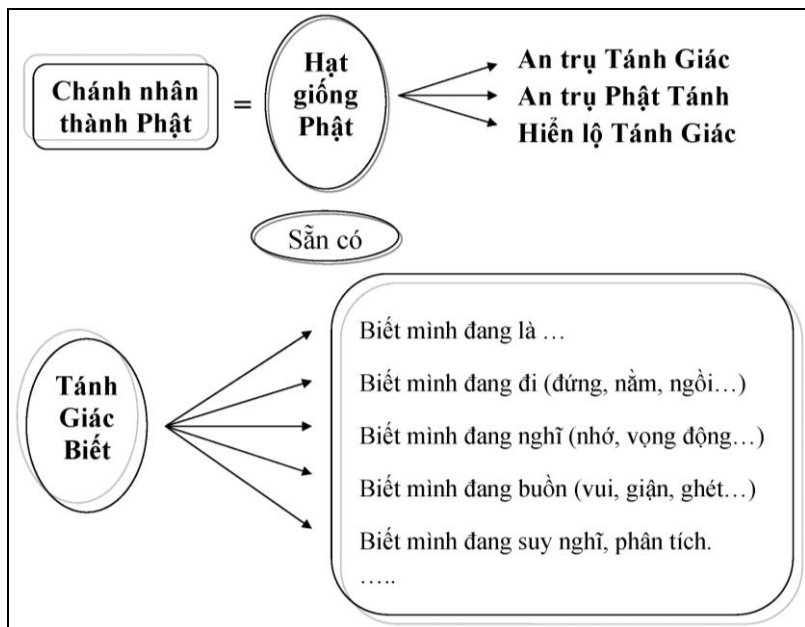 Chánh nhân
thành Phật
=
Hạt
giống
Phật
An trụ Tánh Giác
An trụ Phật Tánh
Hiển lộ Tánh Giác
Sẵn có
Tánh
Giác
Biết
Biết mình đang là …
Biết mình đang đi (đứng, nằm, ngồi…)
Biết mình đang nghĩ (nhớ, vọng động…)
Biết mình đang buồn (vui, giận, ghét…)
Biết mình đang suy nghĩ, phân tích.
…..